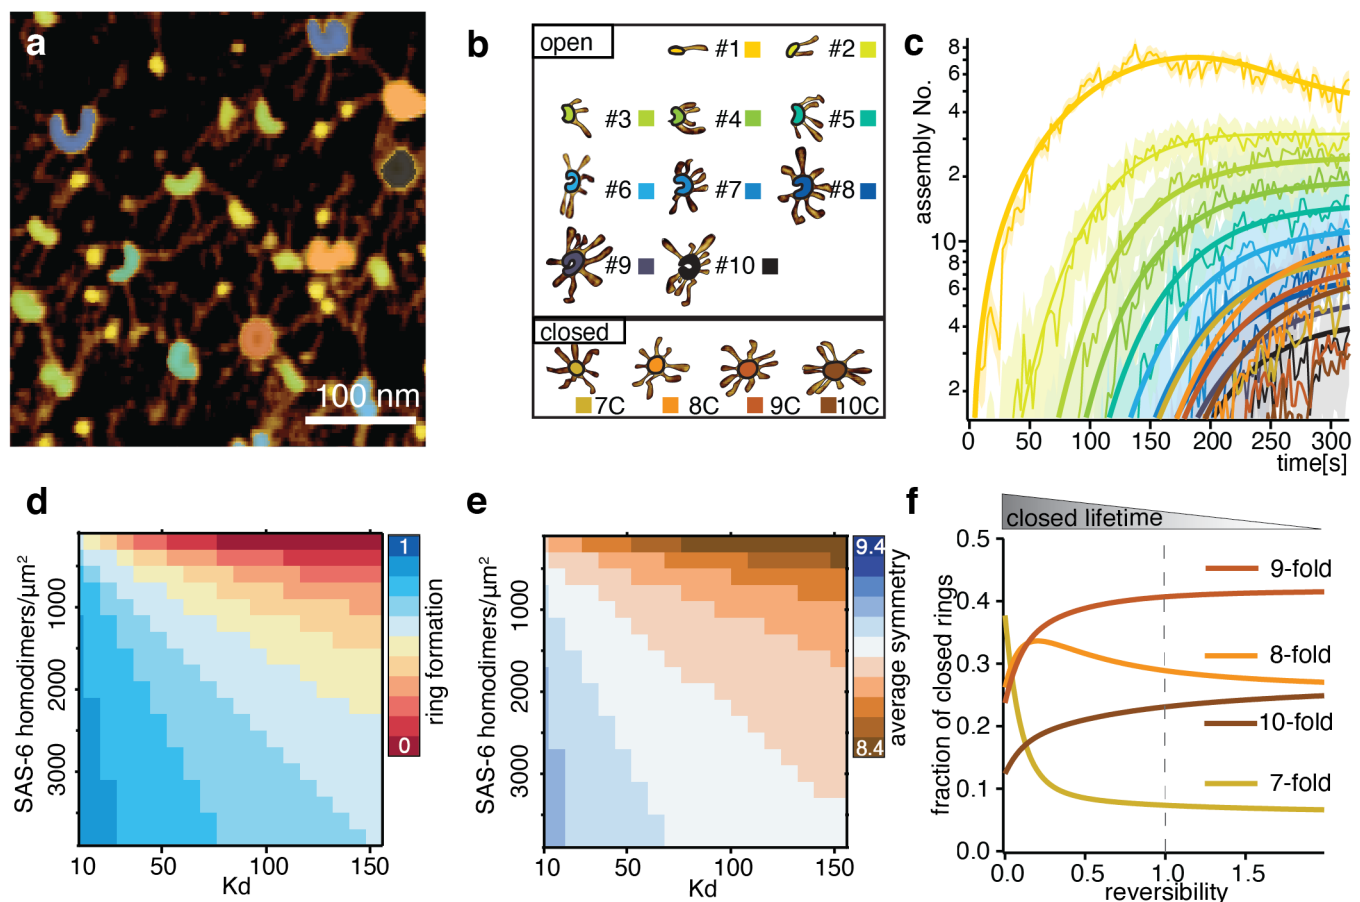 a
100 nm
b
open
#1
#2
#3
#4
#5
#6
#7
#8
#9
#10
closed
7C
8C
9C
10C
c
assembly No.
8
6
4
2
10
8
6
4
2
0
50
100
150
200
250
300
time[s]
d
SAS-6 homodimers/µm²
1000
2000
3000
10
50
100
150
Kd
1
0
ring formation
e
SAS-6 homodimers/µm²
1000
2000
3000
10
50
100
150
Kd
9.4
8.4
average symmetry
f
closed lifetime
fraction of closed rings
0.5
0.4
0.3
0.2
0.1
0.0
9-fold
8-fold
10-fold
7-fold
0.0
0.5
1.0
1.5
reversibility